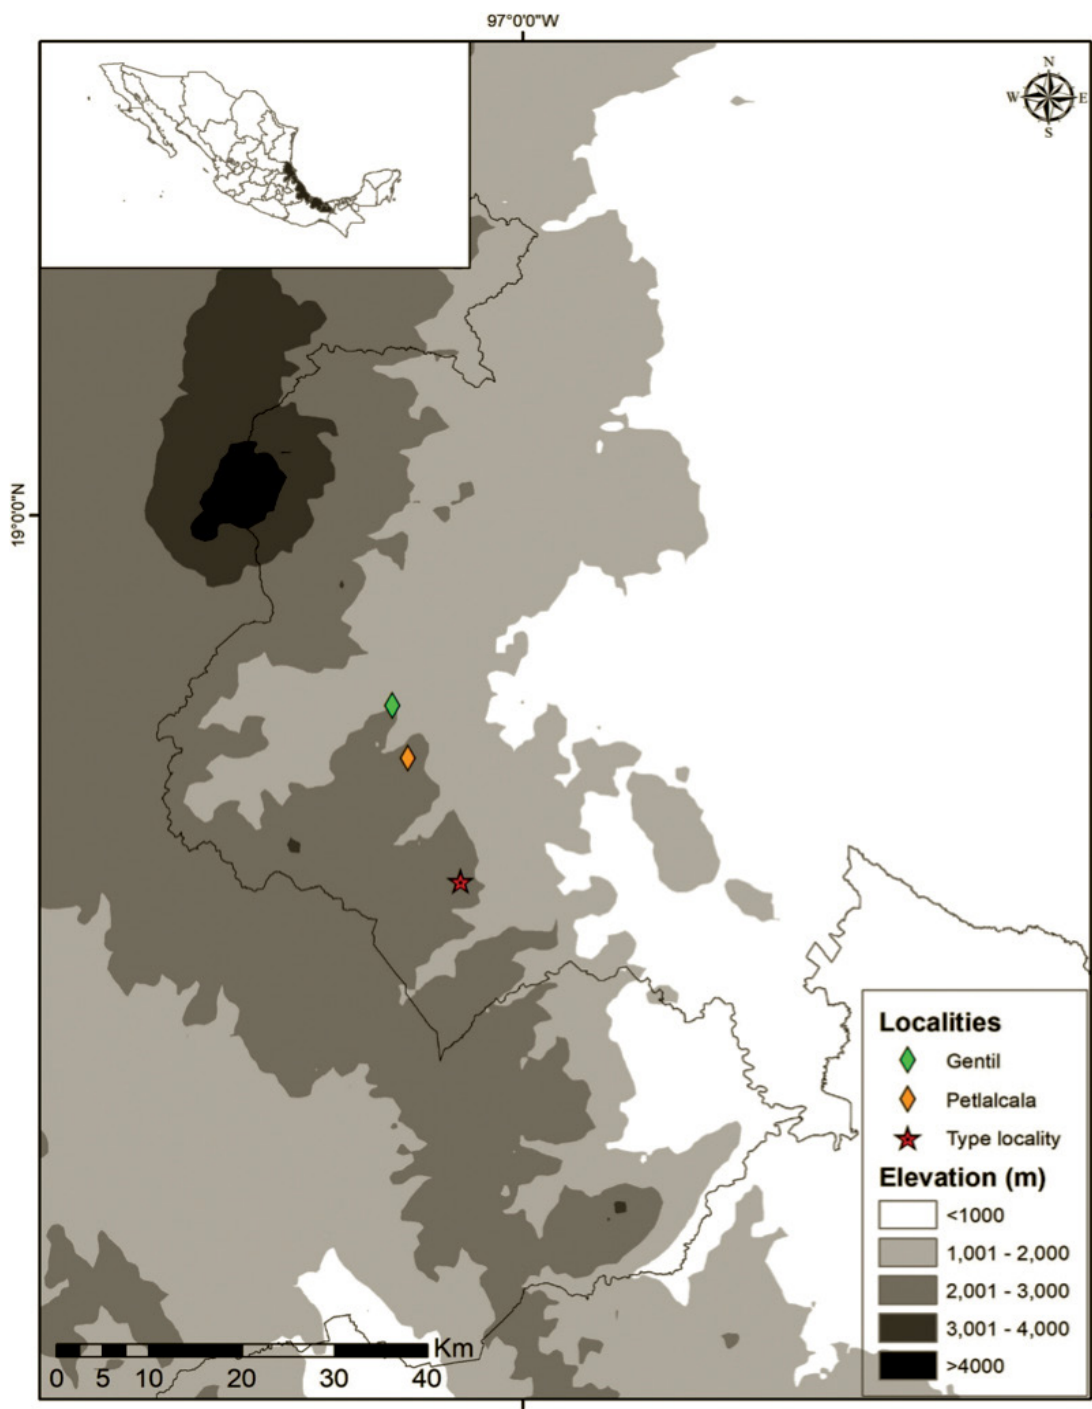 97°0'0"W
N
W E
S
19°0'0"N
Localities
Gentil
Petlalcala
Type locality
Elevation (m)
<1000
1,001 - 2,000
2,001 - 3,000
3,001 - 4,000
>4000
Km
0 5 10 20 30 40